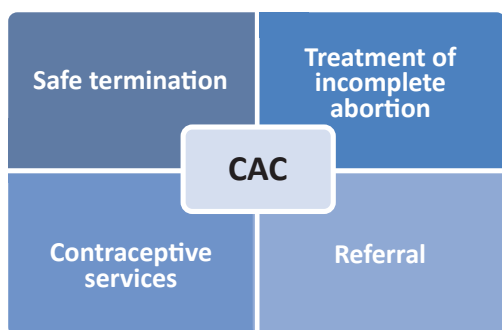 Safe termination
Treatment of
incomplete
abortion
CAC
Contraceptive
services
Referral